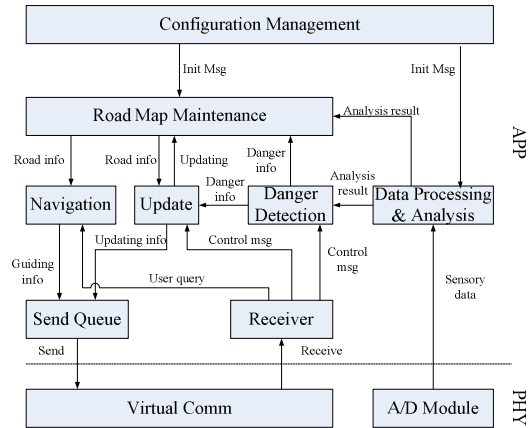 Configuration Management
Init Msg
Init Msg
Road Map Maintenance
Analysis result
APP
Road info
Road info
Updating
Danger
info
Danger
info
Analysis
result
Navigation
Update
Danger
Detection
Data Processing
& Analysis
Updating info
Control msg
Control
msg
Guiding
info
User query
Sensory
data
Send Queue
Receiver
Send
Receive
Virtual Comm
A/D Module
PHY